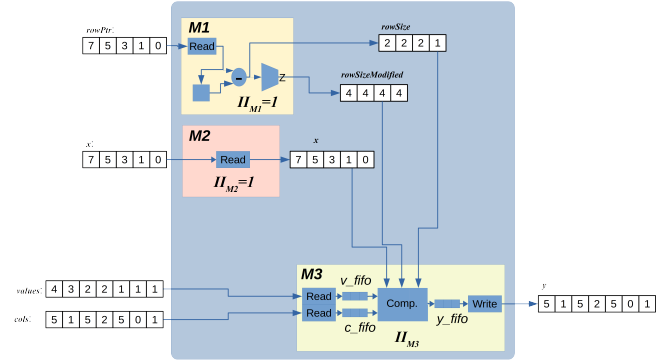 M1
rowPtr:
7 5 3 1 0
Read
-
z
II_M1=1
rowSize
2 2 2 1
rowSizeModified
4 4 4 4
M2
x:
7 5 3 1 0
Read
II_M2=1
x
7 5 3 1 0
M3
values:
4 3 2 2 1 1 1
cols:
5 1 5 2 5 0 1
Read
Read
v_fifo
c_fifo
Comp.
y_fifo
Write
II_M3
y
5 1 5 2 5 0 1